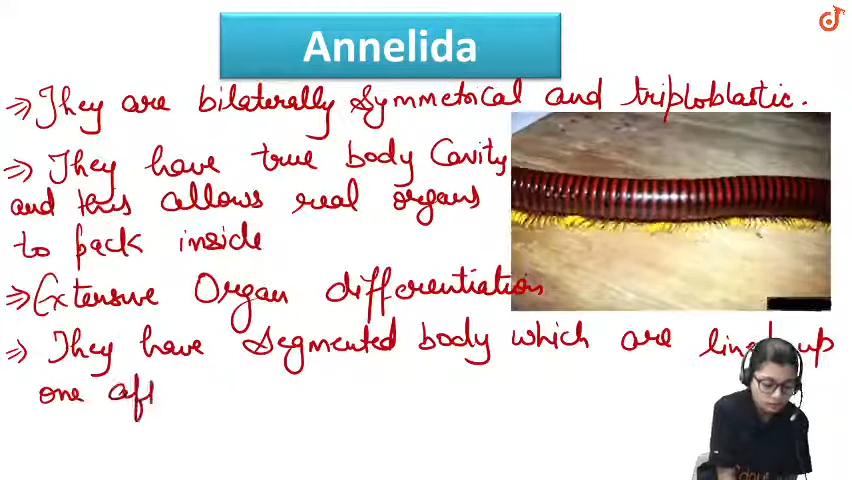 Annelida
⇒ They are bilaterally Symmetrical and triploblastic.
⇒ They have true body Cavity
and this allows real organs
to pack inside
⇒ Extensive Organ differentiation
⇒ They have Segmented body which are lined up
one aft